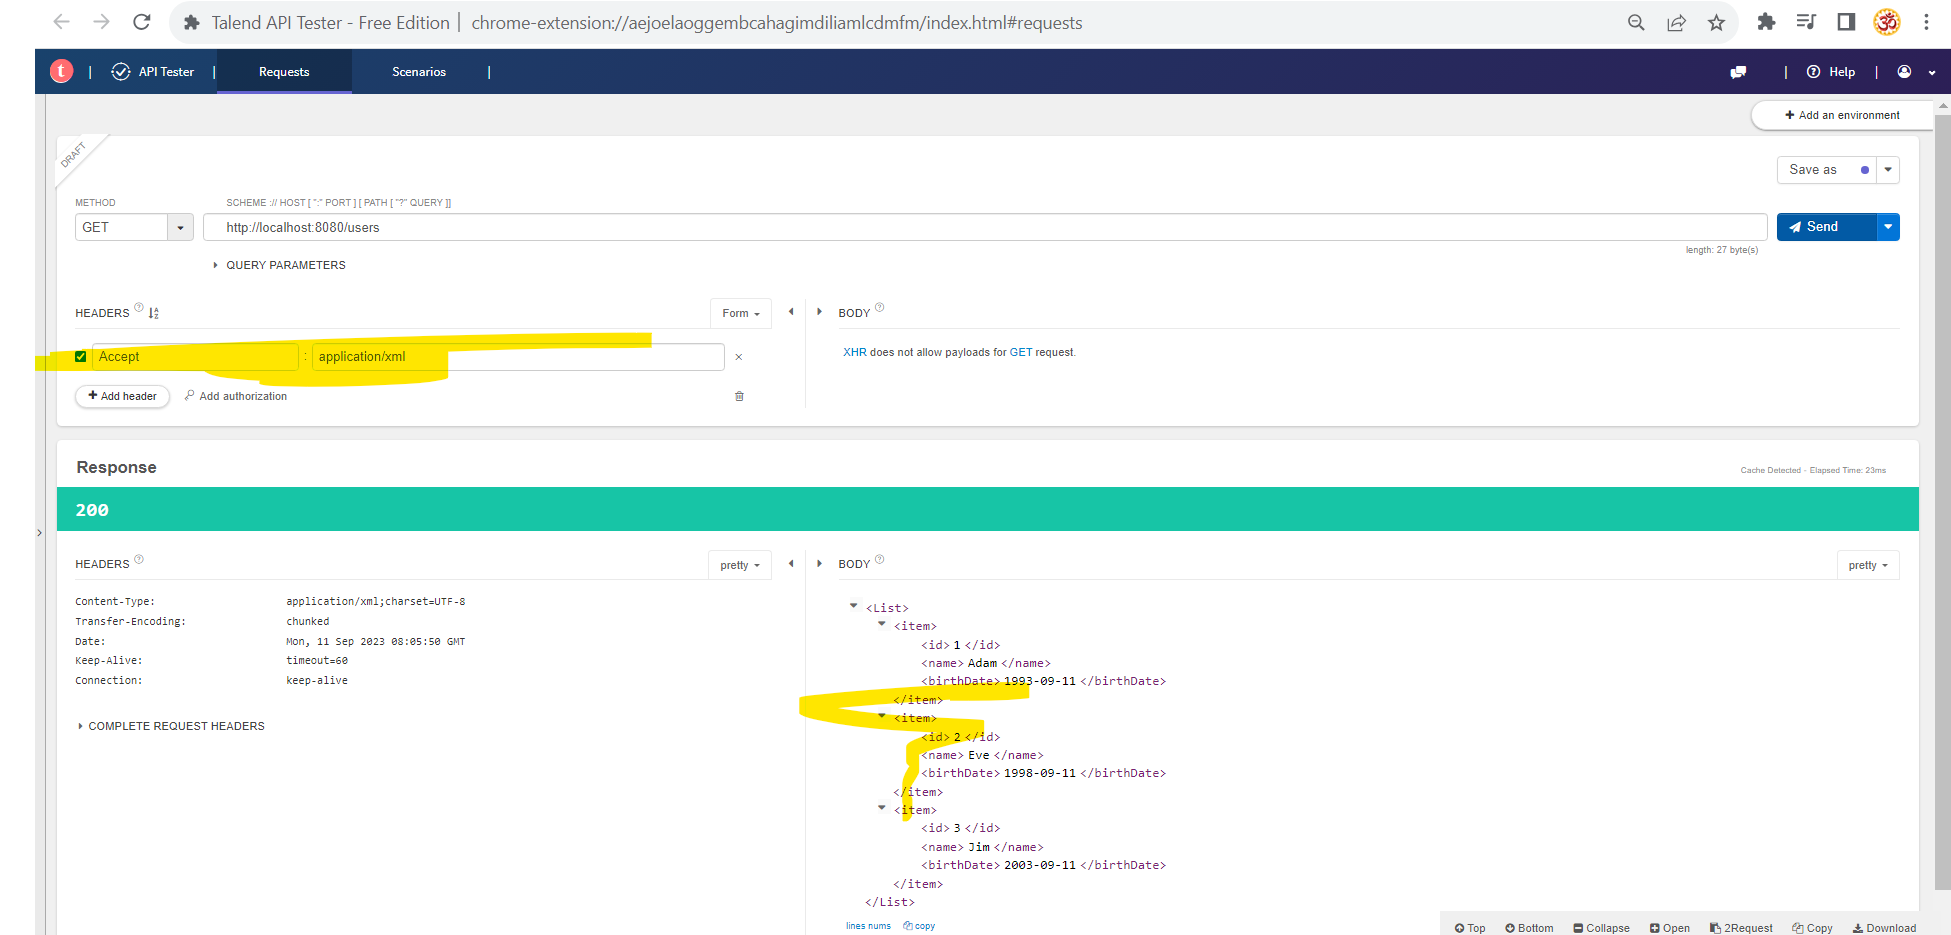 Talend API Tester - Free Edition | chrome-extension://aejoelaoggembcahagimdiliamlcdmfm/index.html#requests
t | API Tester | Requests Scenarios | | Help |
+ Add an environment
DRAFT
Save as
METHOD SCHEME :// HOST [ ":" PORT ] [ PATH [ "?" QUERY ]]
GET http://localhost:8080/users Send
length: 27 byte(s)
QUERY PARAMETERS
HEADERS ? Form BODY ?
Accept : application/xml ×
XHR does not allow payloads for GET request.
+ Add header Add authorization
Response
Cache Detected - Elapsed Time: 23ms
200
HEADERS ? pretty BODY ? pretty
Content-Type: application/xml;charset=UTF-8
Transfer-Encoding: chunked
Date: Mon, 11 Sep 2023 08:05:50 GMT
Keep-Alive: timeout=60
Connection: keep-alive
COMPLETE REQUEST HEADERS
<List>
<item>
<id> 1 </id>
<name> Adam </name>
<birthDate> 1993-09-11 </birthDate>
</item>
<item>
<id> 2 </id>
<name> Eve </name>
<birthDate> 1998-09-11 </birthDate>
</item>
<item>
<id> 3 </id>
<name> Jim </name>
<birthDate> 2003-09-11 </birthDate>
</item>
</List>
lines nums copy
Top Bottom Collapse Open 2Request Copy Download